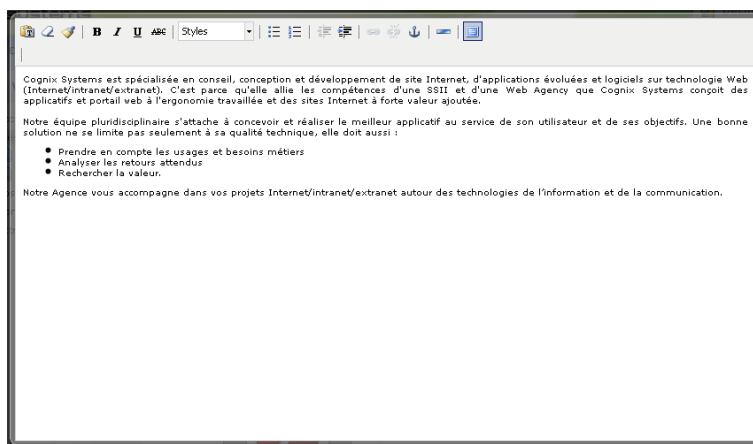 B I U ABC Styles
Cognix Systems est spécialisée en conseil, conception et développement de site Internet, d'applications évoluées et logiciels sur technologie Web
(Internet/intranet/extranet). C'est parce qu'elle allie les compétences d'une SSII et d'une Web Agency que Cognix Systems conçoit des
applicatifs et portail web à l'ergonomie travaillée et des sites Internet à forte valeur ajoutée.
Notre équipe pluridisciplinaire s'attache à concevoir et réaliser le meilleur applicatif au service de son utilisateur et de ses objectifs. Une bonne
solution ne se limite pas seulement à sa qualité technique, elle doit aussi :
Prendre en compte les usages et besoins métiers
Analyser les retours attendus
Rechercher la valeur.
Notre Agence vous accompagne dans vos projets Internet/intranet/extranet autour des technologies de l'information et de la communication.